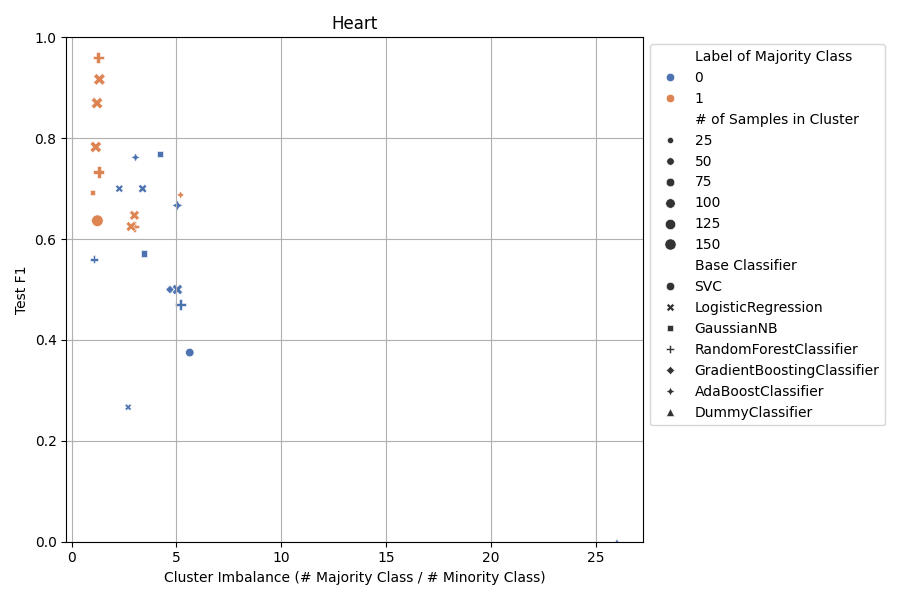 Heart
1.0
0.8
0.6
0.4
0.2
0.0
Test F1
0 5 10 15 20 25
Cluster Imbalance (# Majority Class / # Minority Class)
Label of Majority Class
0
1
# of Samples in Cluster
25
50
75
100
125
150
Base Classifier
SVC
LogisticRegression
GaussianNB
RandomForestClassifier
GradientBoostingClassifier
AdaBoostClassifier
DummyClassifier